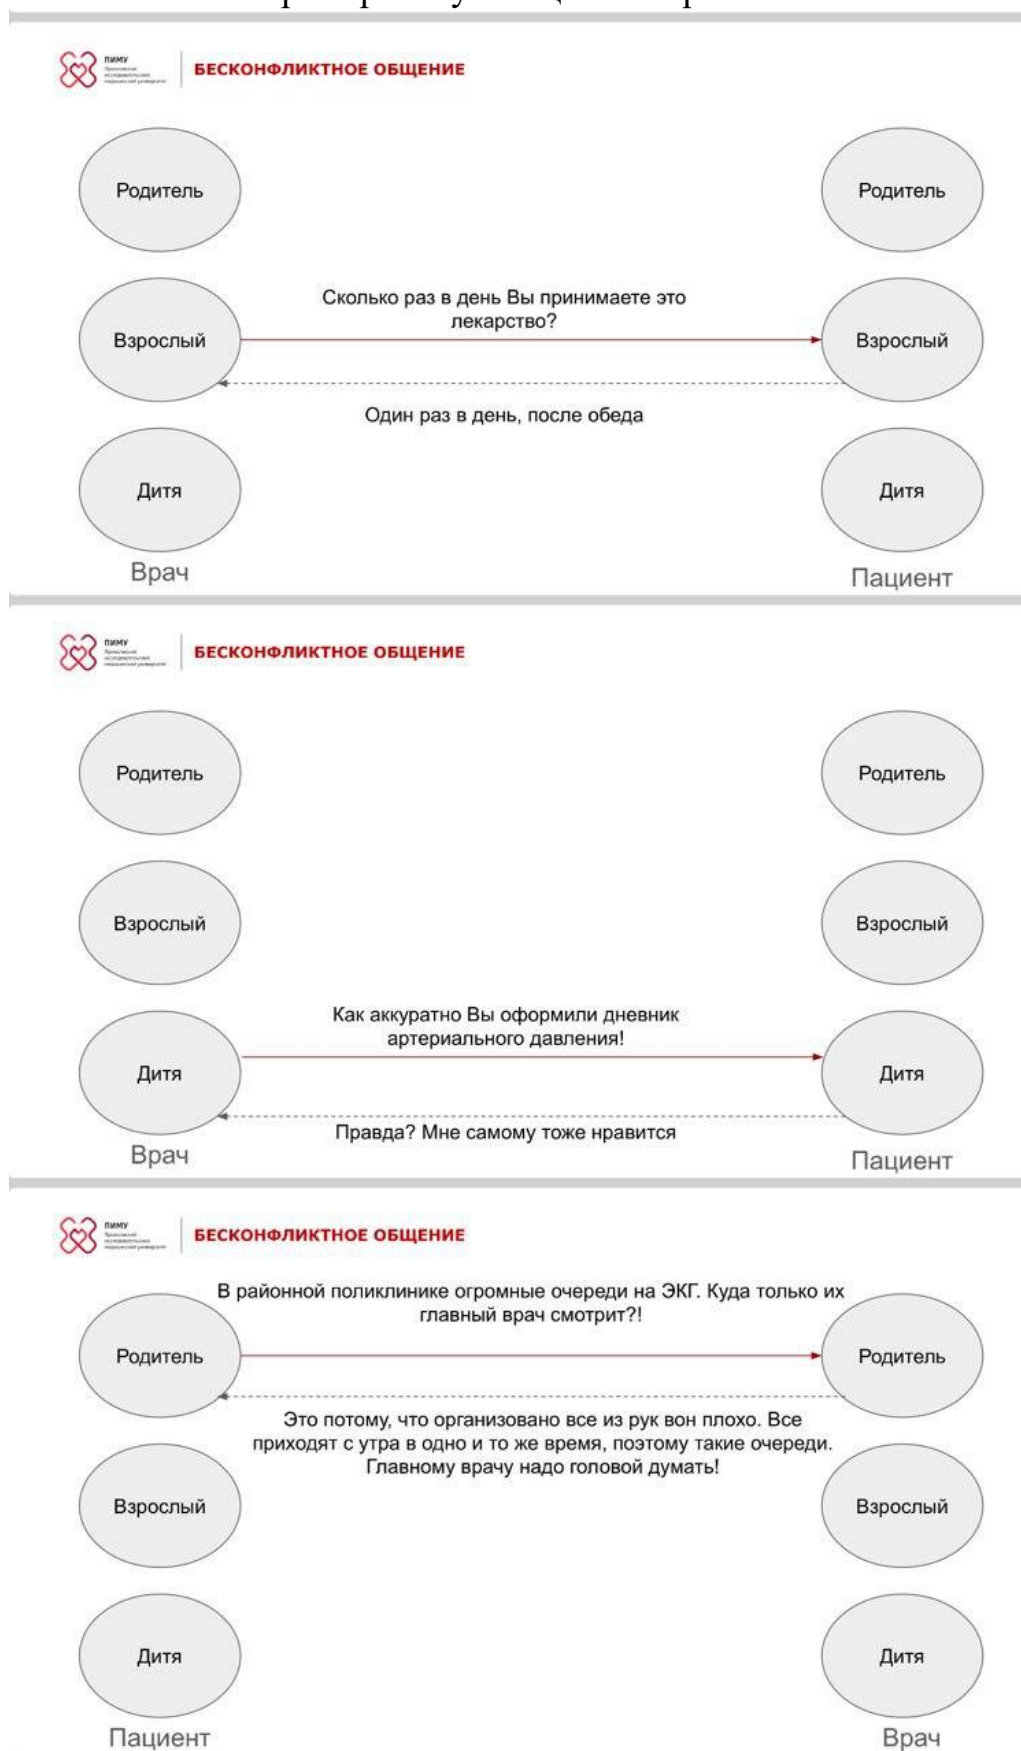 ПИМУ
БЕСКОНФЛИКТНОЕ ОБЩЕНИЕ
Родитель
Родитель
Сколько раз в день Вы принимаете это
лекарство?
Взрослый
Взрослый
Один раз в день, после обеда
Дитя
Дитя
Врач
Пациент
ПИМУ
БЕСКОНФЛИКТНОЕ ОБЩЕНИЕ
Родитель
Родитель
Взрослый
Взрослый
Как аккуратно Вы оформили дневник
артериального давления!
Дитя
Дитя
Правда? Мне самому тоже нравится
Врач
Пациент
ПИМУ
БЕСКОНФЛИКТНОЕ ОБЩЕНИЕ
В районной поликлинике огромные очереди на ЭКГ. Куда только их
главный врач смотрит?!
Родитель
Родитель
Это потому, что организовано все из рук вон плохо. Все
приходят с утра в одно и то же время, поэтому такие очереди.
Главному врачу надо головой думать!
Взрослый
Взрослый
Дитя
Дитя
Пациент
Врач